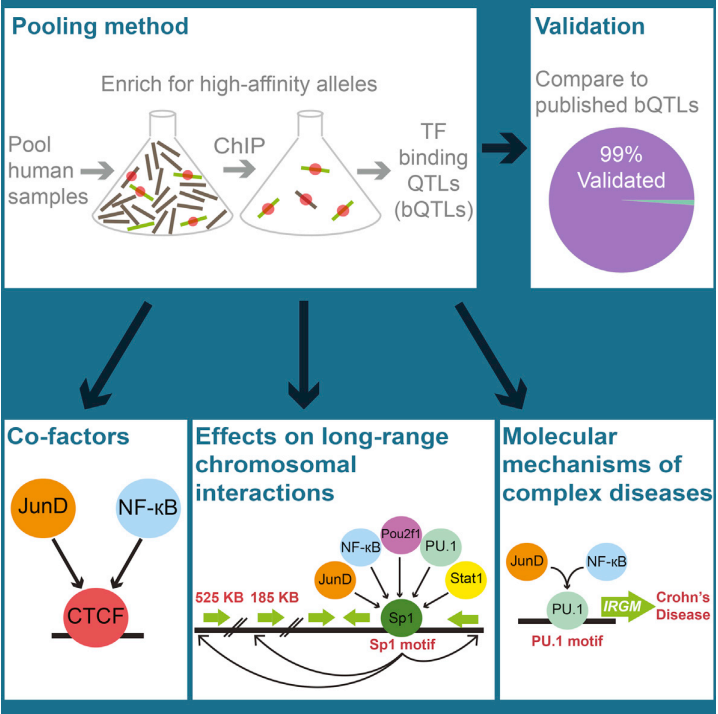 Pooling method
Enrich for high-affinity alleles
Pool
human
samples
ChIP
TF
binding
QTLs
(bQTLs)
Validation
Compare to
published bQTLs
99%
Validated
Co-factors
JunD
NF-κB
CTCF
Effects on long-range
chromosomal
interactions
Pou2f1
NF-κB
PU.1
JunD
Stat1
525 KB
185 KB
Sp1
Sp1 motif
Molecular
mechanisms of
complex diseases
JunD
NF-κB
PU.1
IRGM
Crohn's
Disease
PU.1 motif